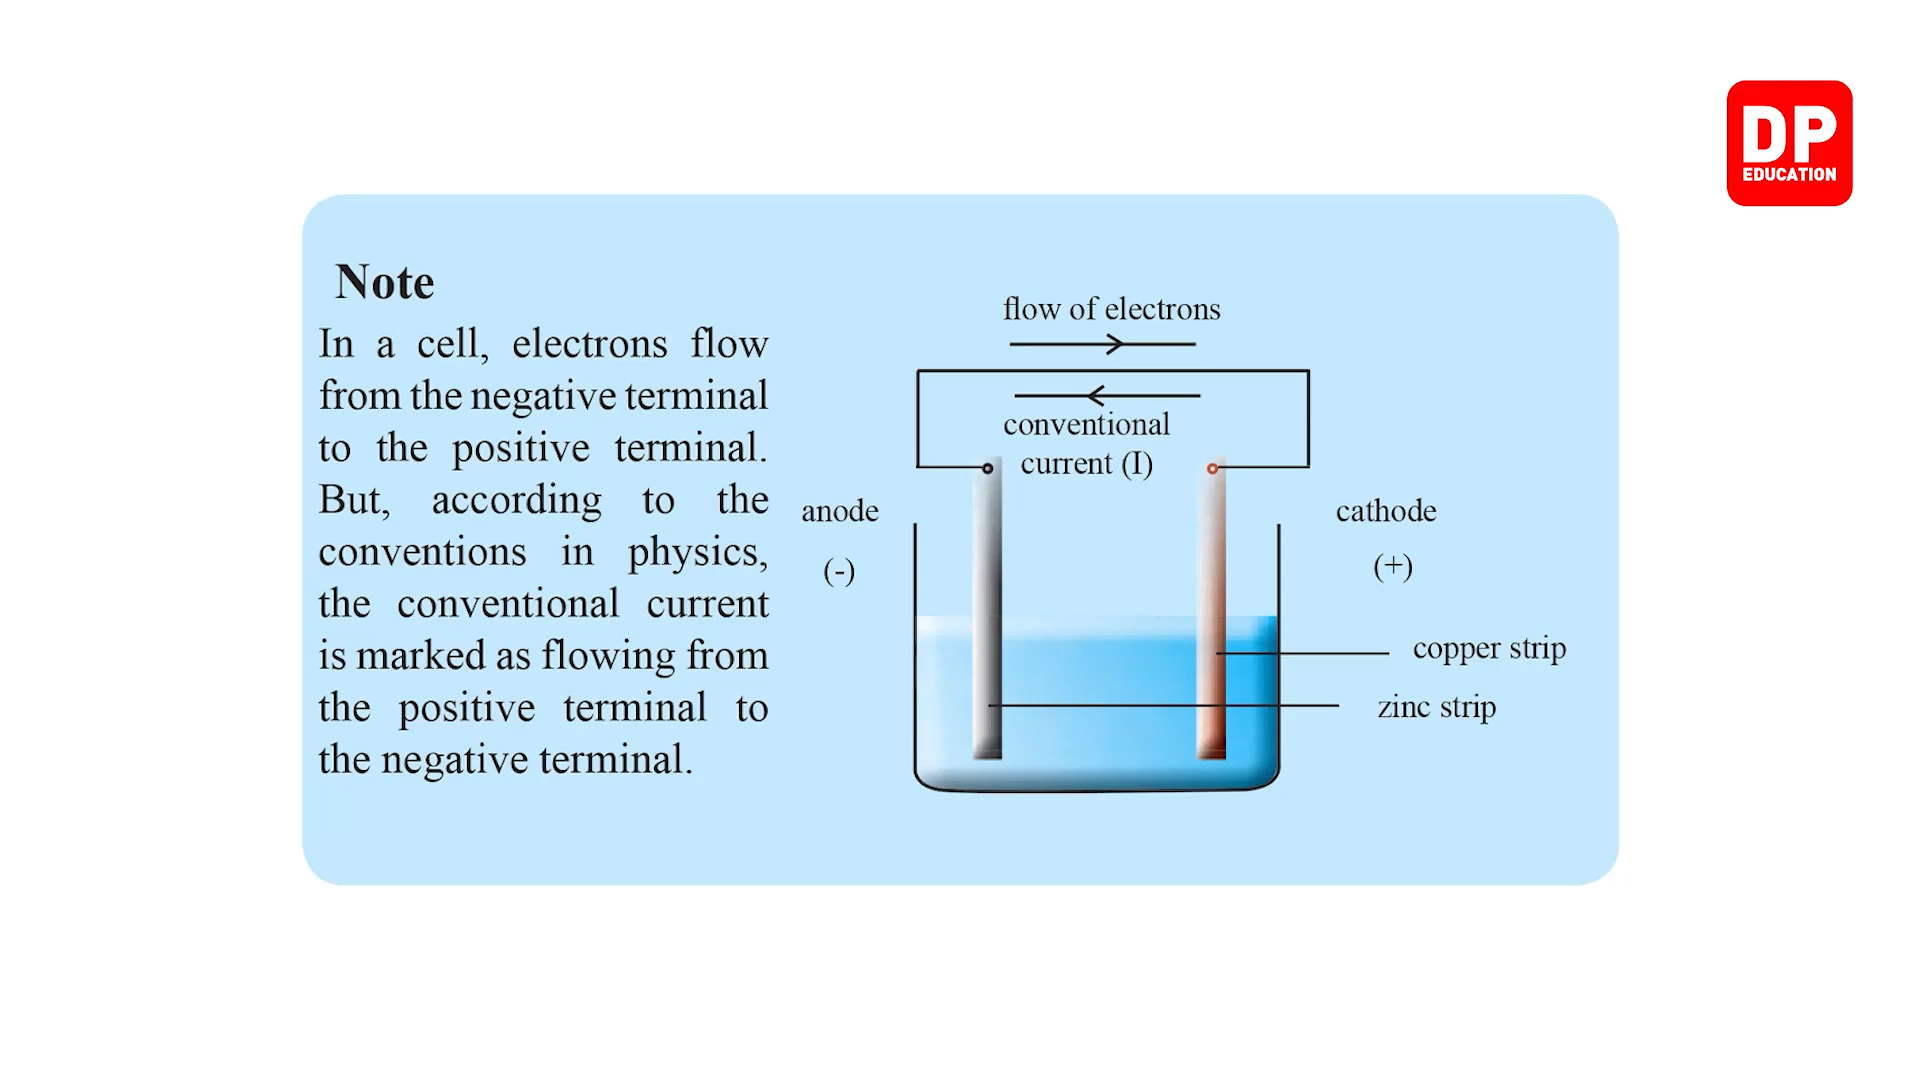 DP
EDUCATION
Note
In a cell, electrons flow
from the negative terminal
to the positive terminal.
But, according to the
conventions in physics,
the conventional current
is marked as flowing from
the positive terminal to
the negative terminal.
flow of electrons
conventional
current (I)
anode
(-)
cathode
(+)
copper strip
zinc strip